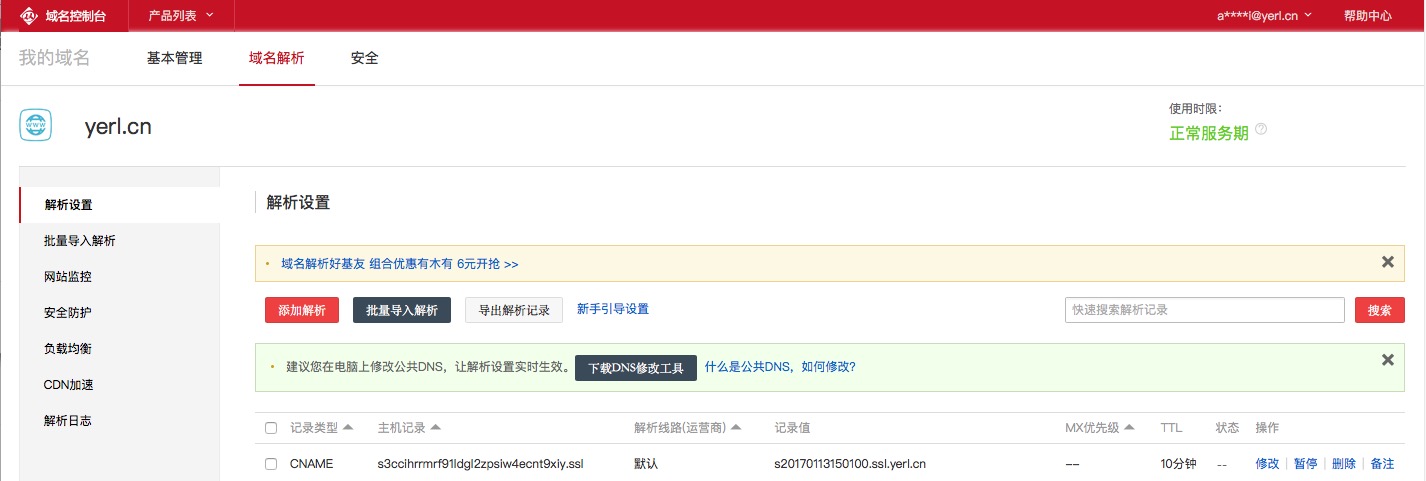 域名控制台 产品列表 a****l@yerl.cn 帮助中心
我的域名 基本管理 域名解析 安全
www yerl.cn
使用时限：
正常服务期 ?
解析设置
批量导入解析
网站监控
安全防护
负载均衡
CDN加速
解析日志
解析设置
域名解析好基友 组合优惠有木有 6元开抢 >>
添加解析 批量导入解析 导出解析记录 新手引导设置 快速搜索解析记录 搜索
建议您在电脑上修改公共DNS，让解析设置实时生效。 下载DNS修改工具 什么是公共DNS，如何修改?
记录类型 主机记录 解析线路(运营商) 记录值 MX优先级 TTL 状态 操作
CNAME s3ccihrrmrf91ldgl2zpsiw4ecnt9xiy.ssl 默认 s20170113150100.ssl.yerl.cn -- 10分钟 -- 修改 | 暂停 | 删除 | 备注